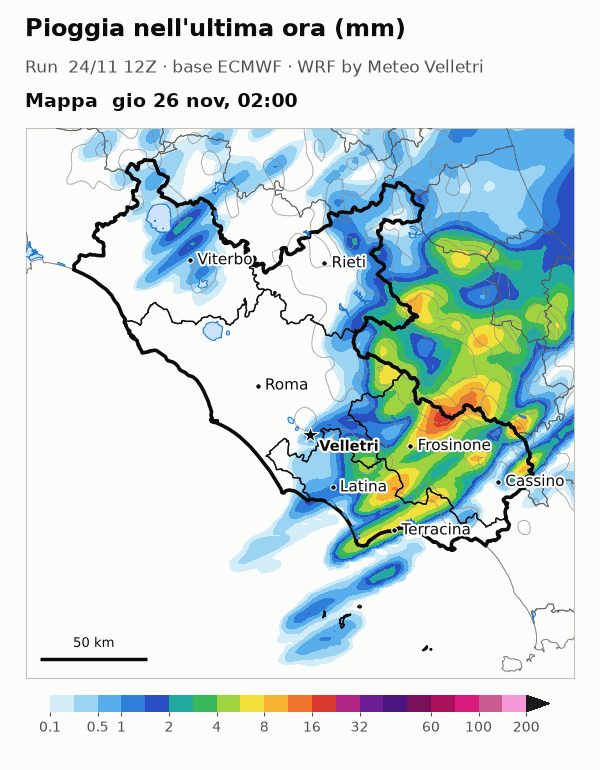 Pioggia nell'ultima ora (mm)
Run  24/11 12Z · base ECMWF · WRF by Meteo Velletri
Mappa  gio 26 nov, 02:00
Viterbo
Rieti
Roma
Velletri
Frosinone
Latina
Cassino
Terracina
50 km
0.1 0.5 1 2 4 8 16 32 60 100 200